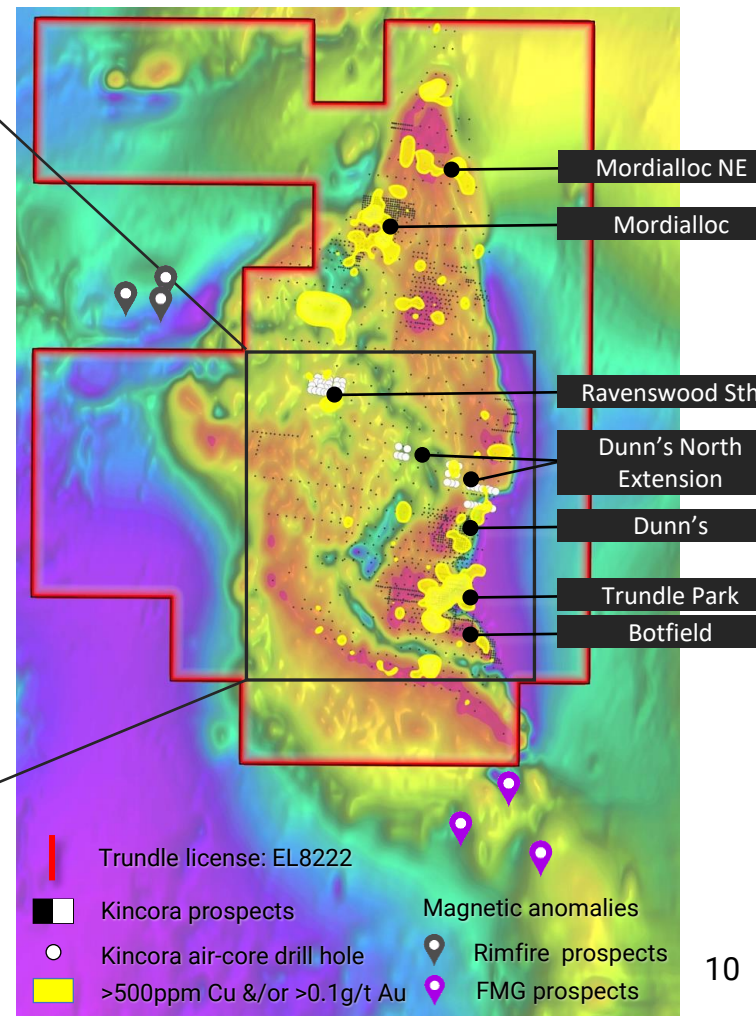 Mordialloc NE
Mordialloc
Ravenswood Sth
Dunn’s North
Extension
Dunn’s
Trundle Park
Botfield
Trundle license: EL8222
Kincora prospects
Kincora air-core drill hole
>500ppm Cu &/or >0.1g/t Au
Magnetic anomalies
Rimfire prospects
FMG prospects
10